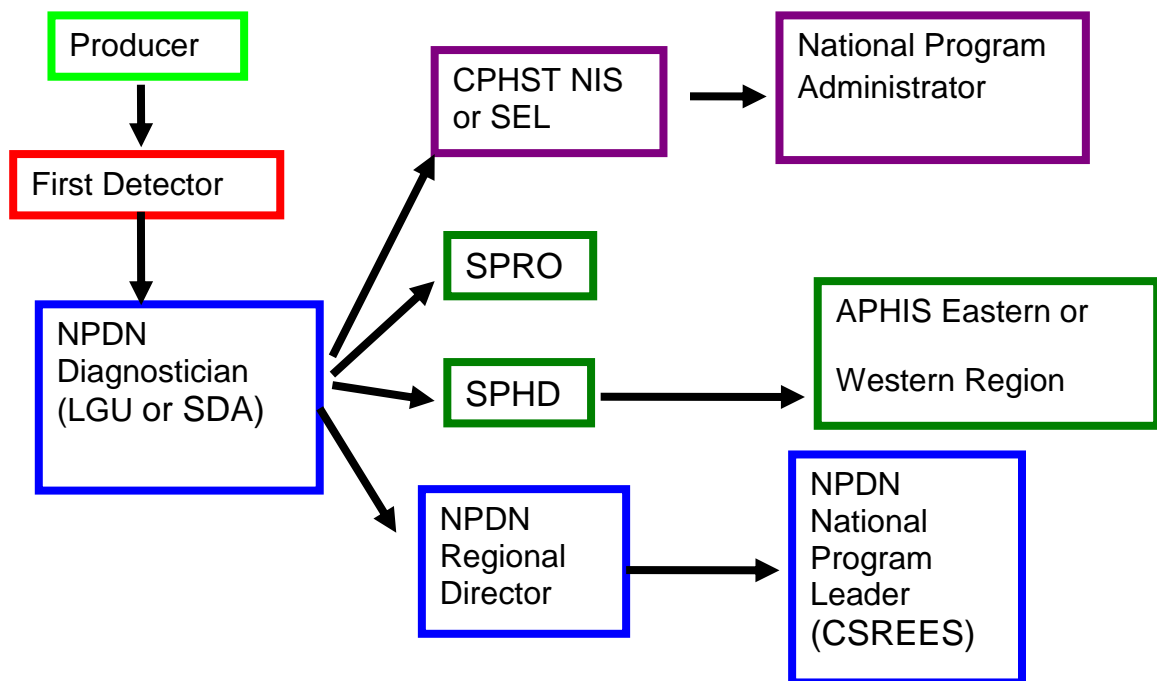 Producer
First Detector
NPDN
Diagnostician
(LGU or SDA)
CPHST NIS
or SEL
National Program
Administrator
SPRO
SPHD
APHIS Eastern or
Western Region
NPDN
Regional
Director
NPDN
National
Program
Leader
(CSREES)